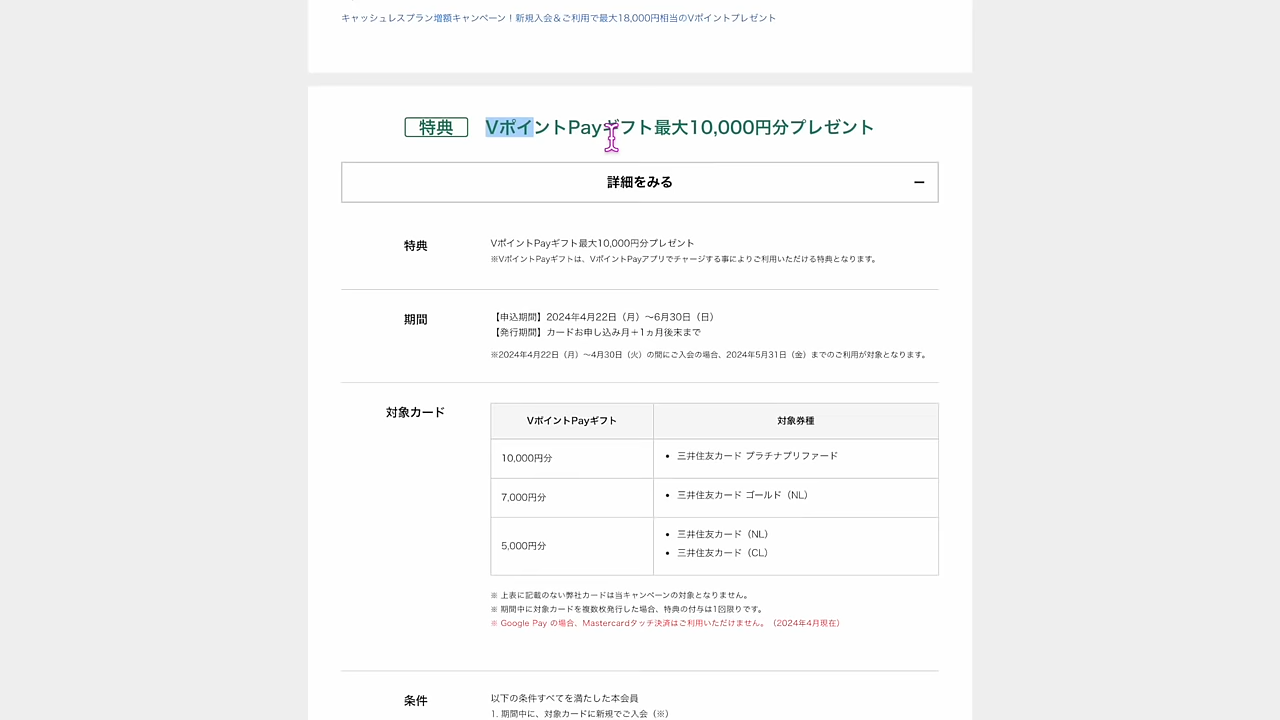 キャッシュレスプラン増額キャンペーン！新規入会＆ご利用で最大18,000円相当のVポイントプレゼント
特典 VポイントPayギフト最大10,000円分プレゼント
詳細をみる
特典
VポイントPayギフト最大10,000円分プレゼント
※VポイントPayギフトは、VポイントPayアプリでチャージする事によりご利用いただける特典となります。
期間
【申込期間】2024年4月22日（月）～6月30日（日）
【発行期間】カードお申し込み月＋1ヵ月後末まで
※2024年4月22日（月）～4月30日（火）の間にご入会の場合、2024年5月31日（金）までのご利用が対象となります。
対象カード
VポイントPayギフト 対象券種
10,000円分 • 三井住友カード プラチナプリファード
7,000円分 • 三井住友カード ゴールド（NL）
5,000円分 • 三井住友カード（NL）
• 三井住友カード（CL）
※ 上表に記載のない弊社カードは当キャンペーンの対象となりません。
※ 期間中に対象カードを複数枚発行した場合、特典の付与は1回限りです。
※ Google Pay の場合、Mastercardタッチ決済はご利用いただけません。（2024年4月現在）
条件
以下の条件すべてを満たした本会員
1. 期間中に、対象カードに新規でご入会（※）